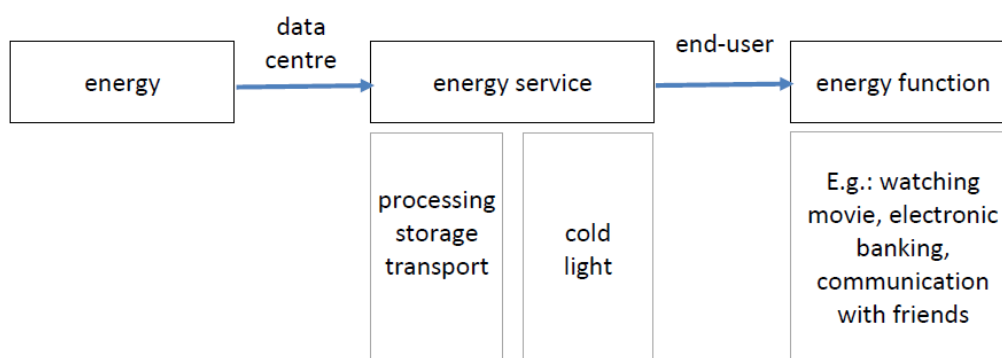 data
centre
end-user
energy
energy service
energy function
processing
storage
transport
cold
light
E.g.: watching
movie, electronic
banking,
communication
with friends